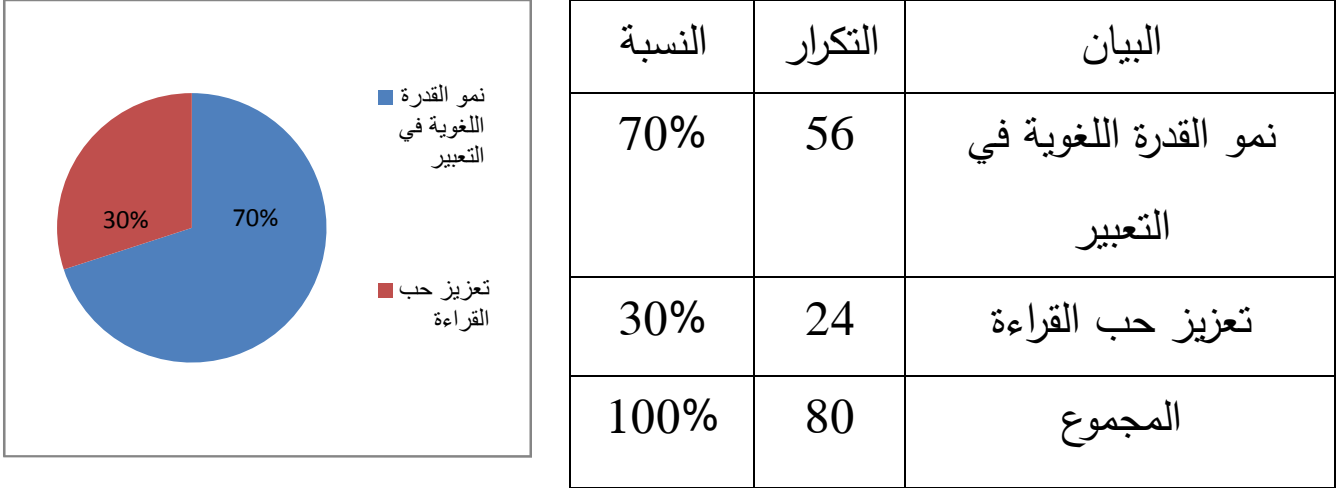 البيان التكرار النسبة
نمو القدرة اللغوية في 56 70%
التعبير
تعزيز حب القراءة 24 30%
المجموع 80 100%
نمو القدرة
اللغوية في
التعبير
تعزيز حب
القراءة
30% 70%